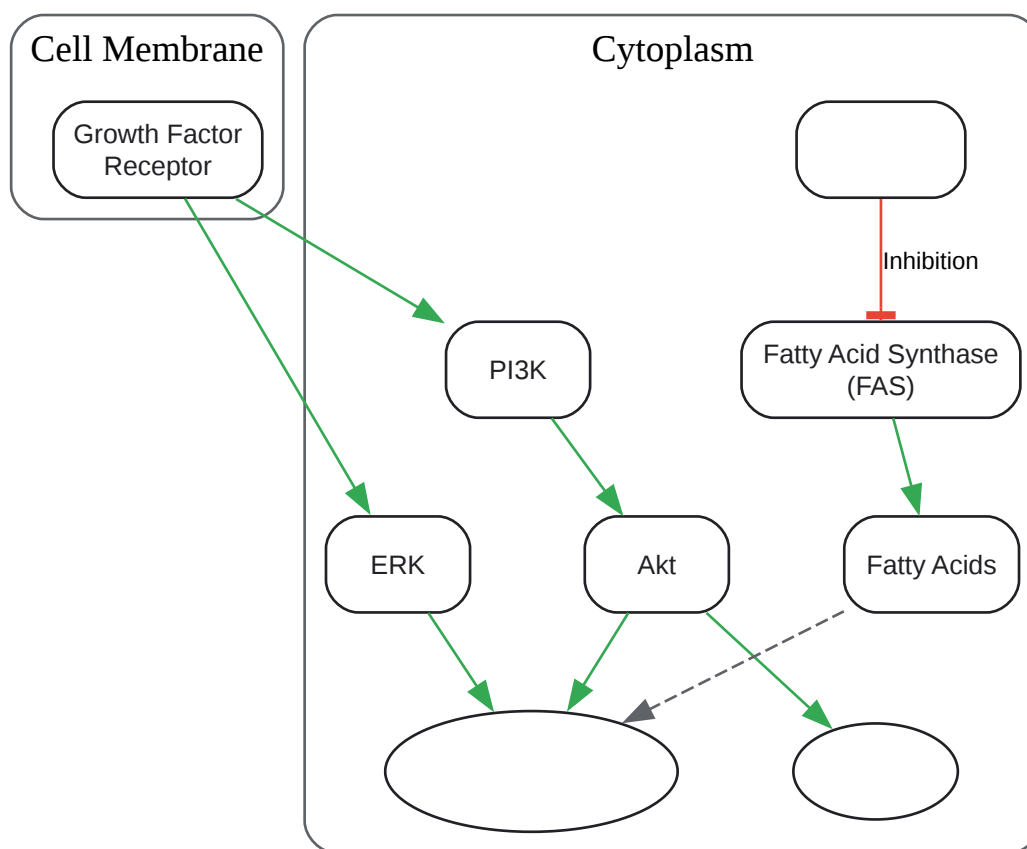 Cell Membrane
Cytoplasm
Growth Factor
Receptor
Inhibition
PI3K
Fatty Acid Synthase
(FAS)
ERK
Akt
Fatty Acids